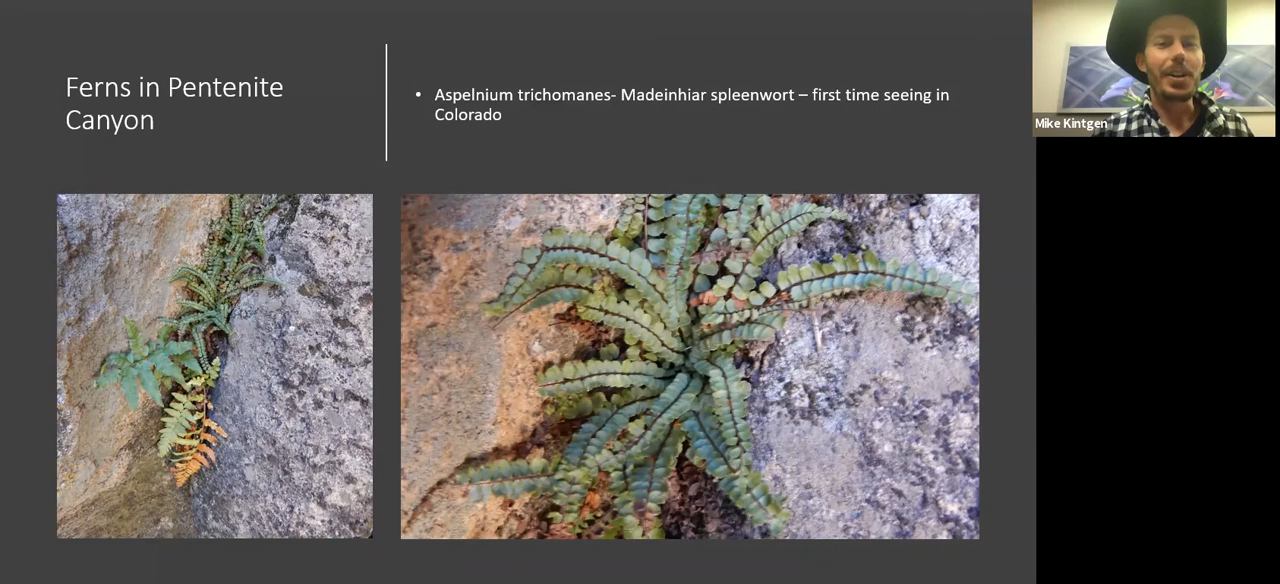 Ferns in Pentenite
Canyon
• Aspelnium trichomanes- Madeinhiar spleenwort – first time seeing in
Colorado
Mike Kintgen